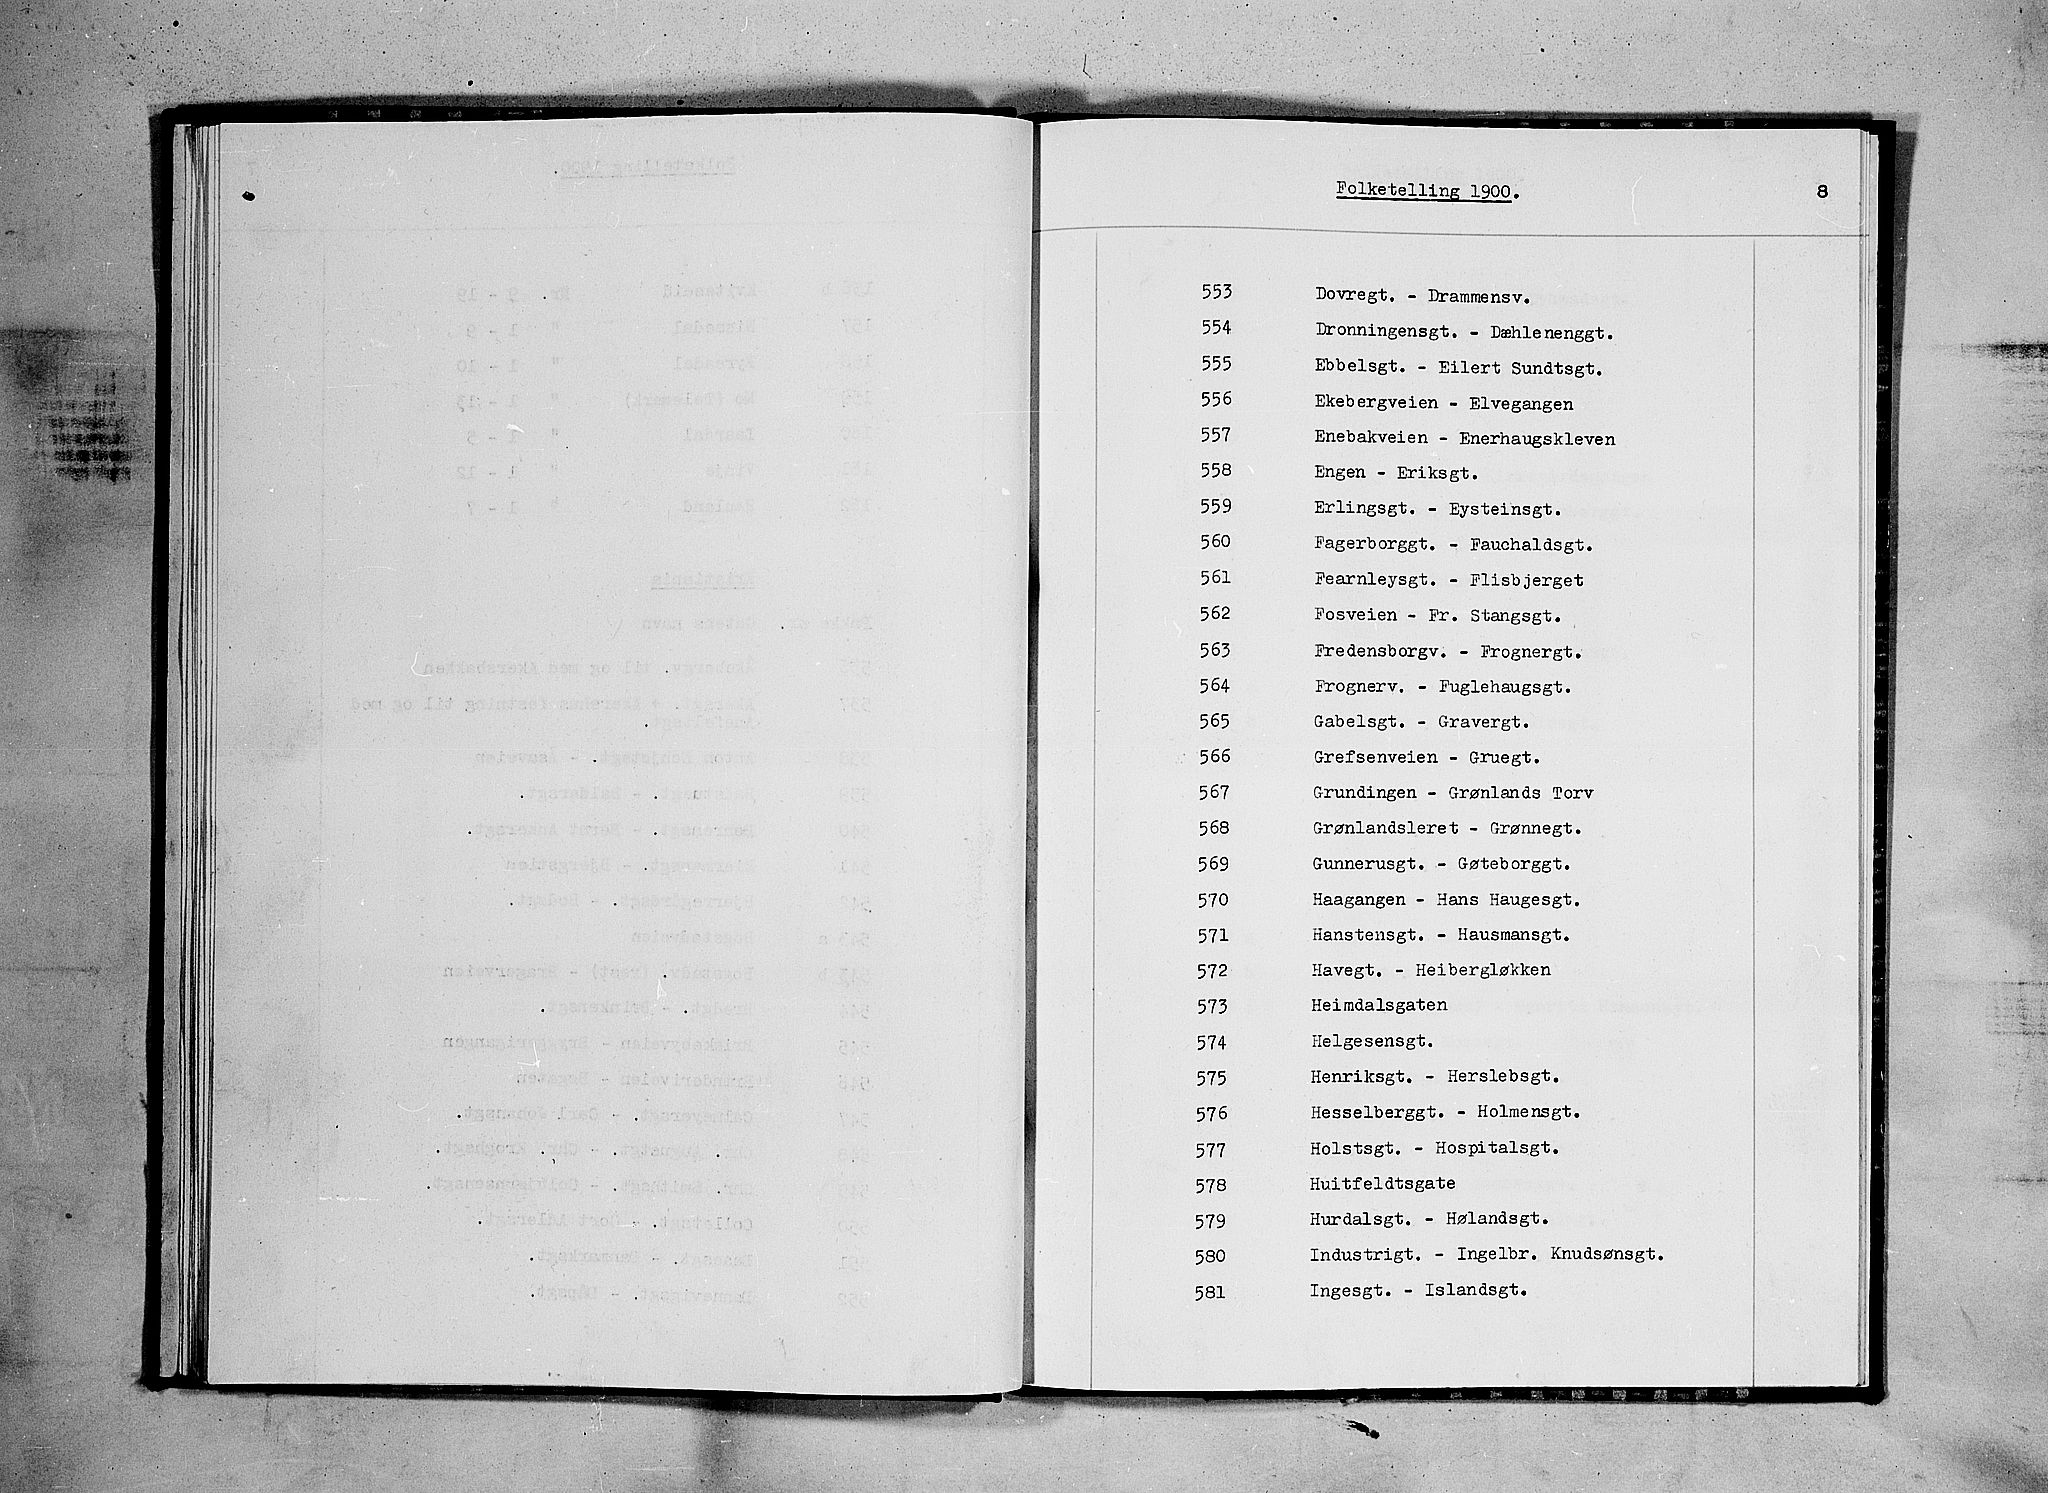 Folketelling 1900.
8
553 Dovregt. - Drammensv.
554 Dronningensgt. - Dæhlenenggt.
555 Ebbelsgt. - Eilert Sundtsgt.
556 Ekebergveien - Elvegangen
557 Enebakveien - Enerhaugskleven
558 Engen - Eriksgt.
559 Erlingsgt. - Eysteinsgt.
560 Fagerborggt. - Fauchaldsgt.
561 Fearnleysgt. - Flisbjerget
562 Fosveien - Fr. Stangsgt.
563 Fredensborgv. - Frognergt.
564 Frognerv. - Fuglehaugsgt.
565 Gabelsgt. - Gravergt.
566 Grefsenveien - Gruegt.
567 Grundingen - Grønlands Torv
568 Grønlandsleret - Grønnegt.
569 Gunnerusgt. - Gøteborggt.
570 Haagangen - Hans Haugesgt.
571 Hanstensgt. - Hausmansgt.
572 Havegt. - Heibergløkken
573 Heimdalsgaten
574 Helgesensgt.
575 Henriksgt. - Herslebsgt.
576 Hesselberggt. - Holmensgt.
577 Holstsgt. - Hospitalsgt.
578 Huitfeldtsgate
579 Hurdalsgt. - Hølandsgt.
580 Industrigt. - Ingelbr. Knudsønsgt.
581 Ingesgt. - Islandsgt.